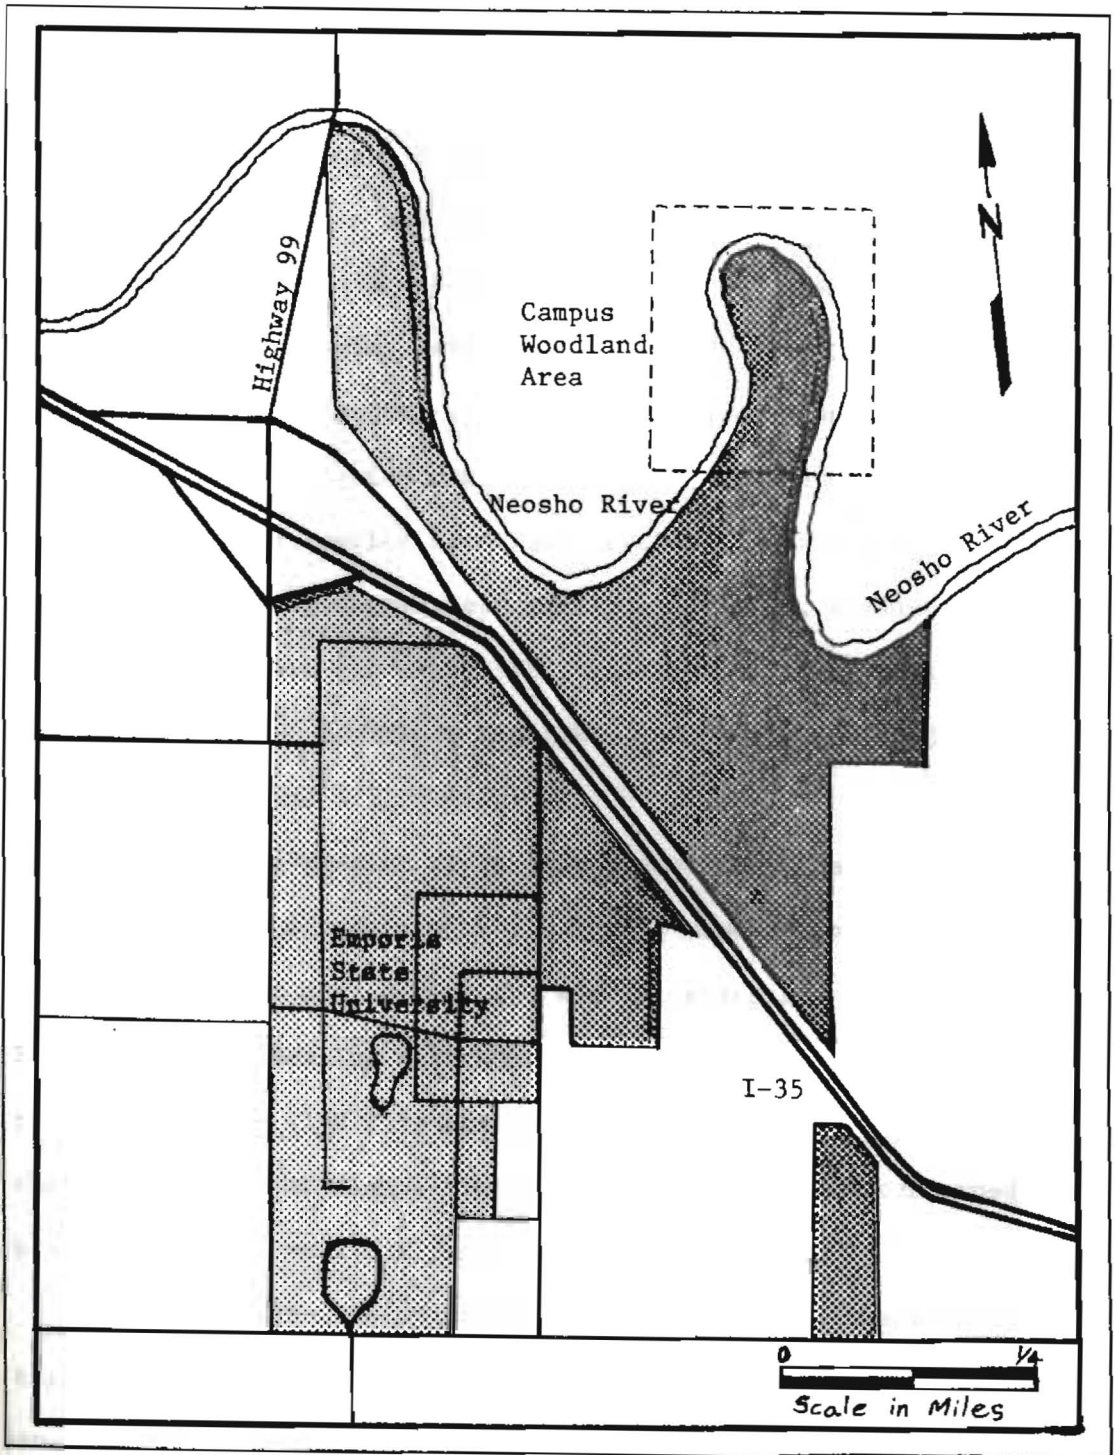 Highway 99
N
Campus
Woodland
Area
Neosho River
Neosho River
Emporia
State
University
I-35
0 1/4
Scale in Miles